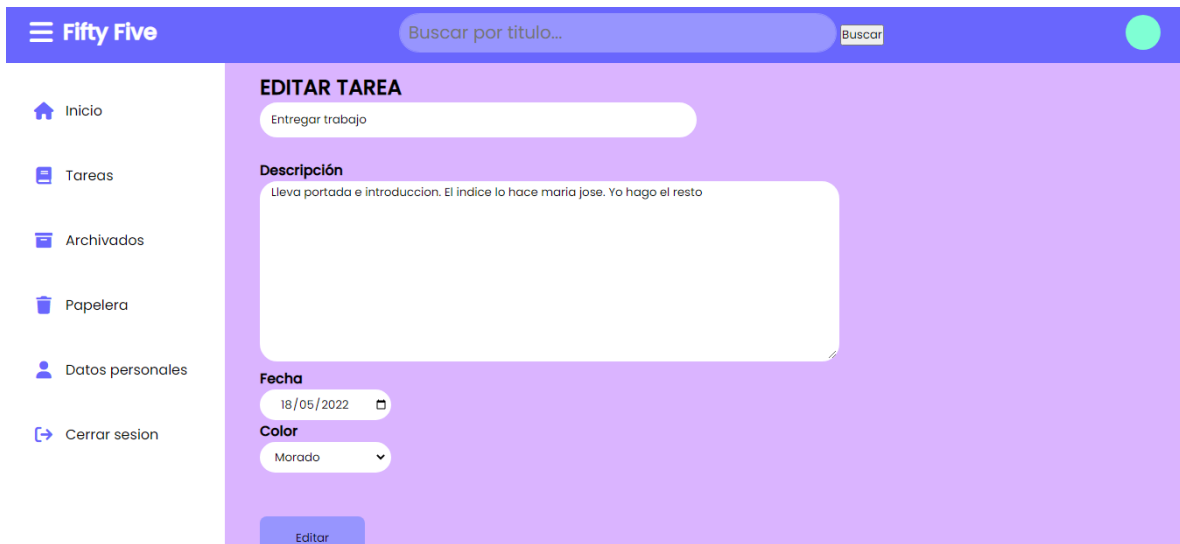 Fifty Five
Buscar por titulo...
Buscar
Inicio
Tareas
Archivados
Papelera
Datos personales
Cerrar sesion
EDITAR TAREA
Entregar trabajo
Descripción
Lleva portada e introduccion. El indice lo hace maria jose. Yo hago el resto
Fecha
18/05/2022
Color
Morado
Editar